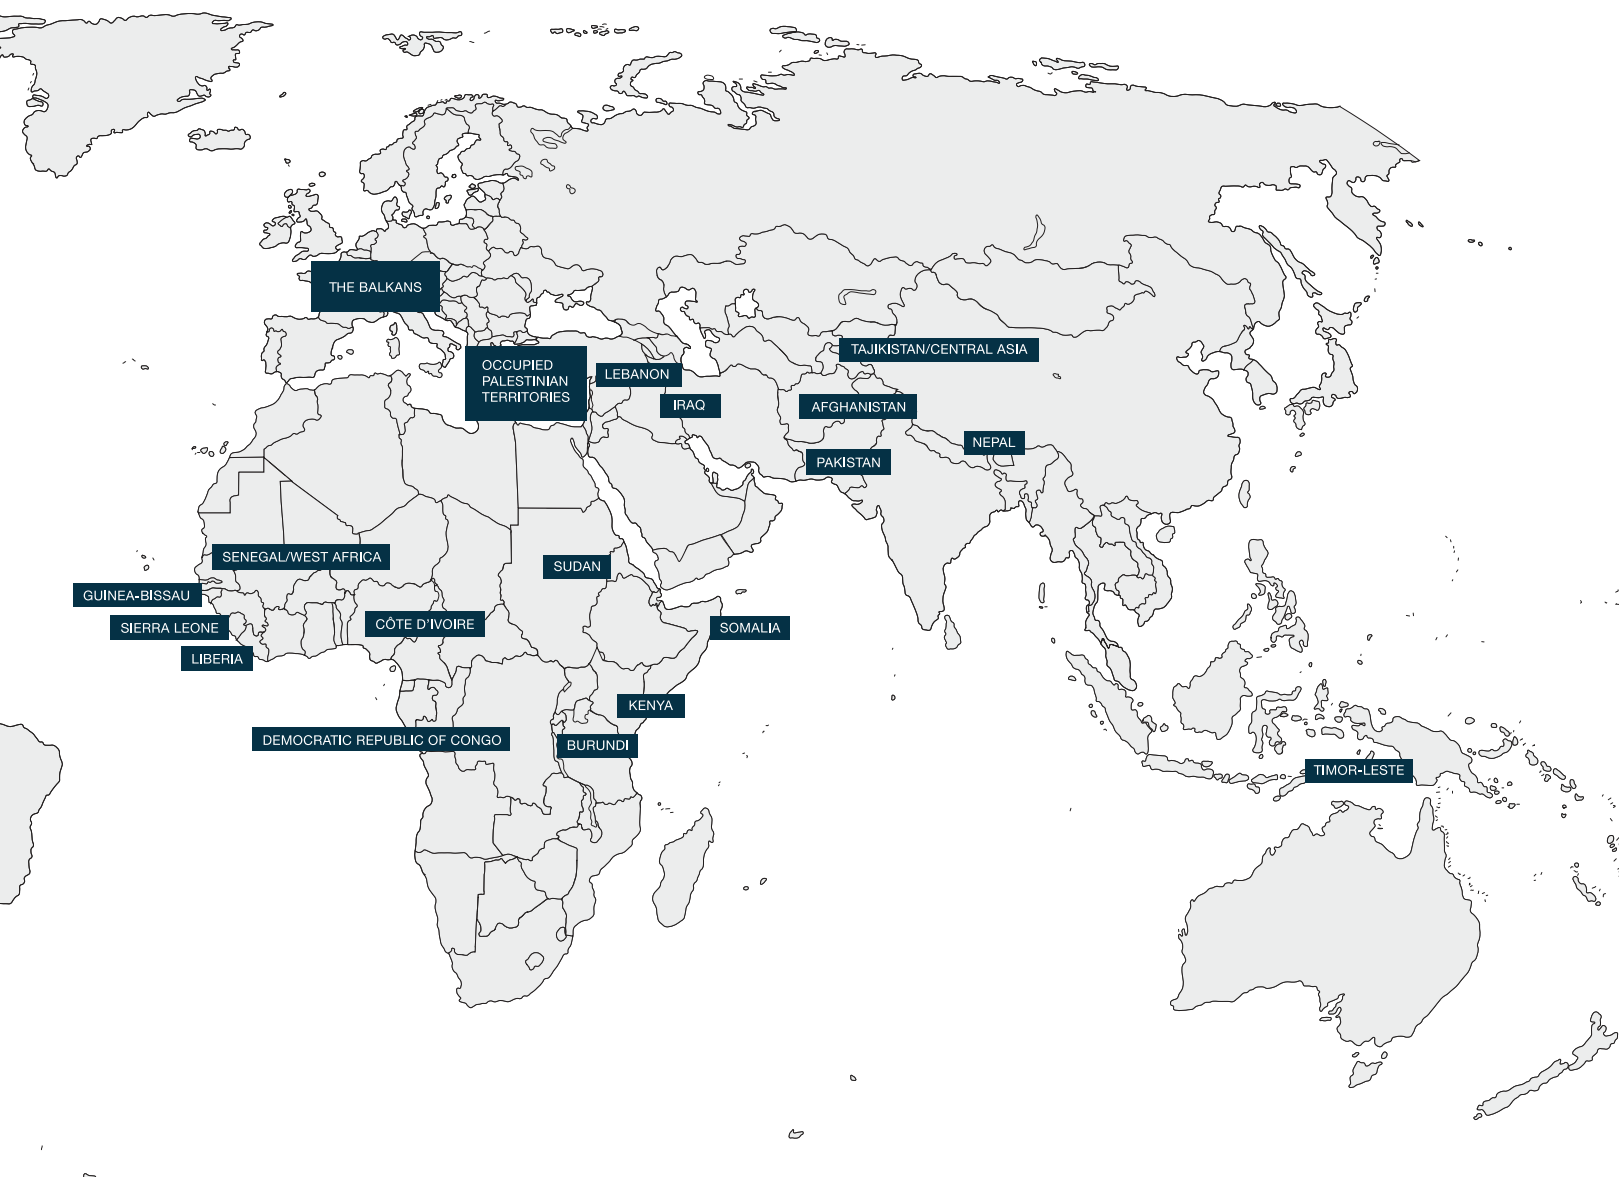 THE BALKANS
TAJIKISTAN/CENTRAL ASIA
OCCUPIED
PALESTINIAN
TERRITORIES
LEBANON
IRAQ
AFGHANISTAN
NEPAL
PAKISTAN
SENEGAL/WEST AFRICA
SUDAN
GUINEA-BISSAU
CÔTE D'IVOIRE
SIERRA LEONE
SOMALIA
LIBERIA
KENYA
DEMOCRATIC REPUBLIC OF CONGO
BURUNDI
TIMOR-LESTE